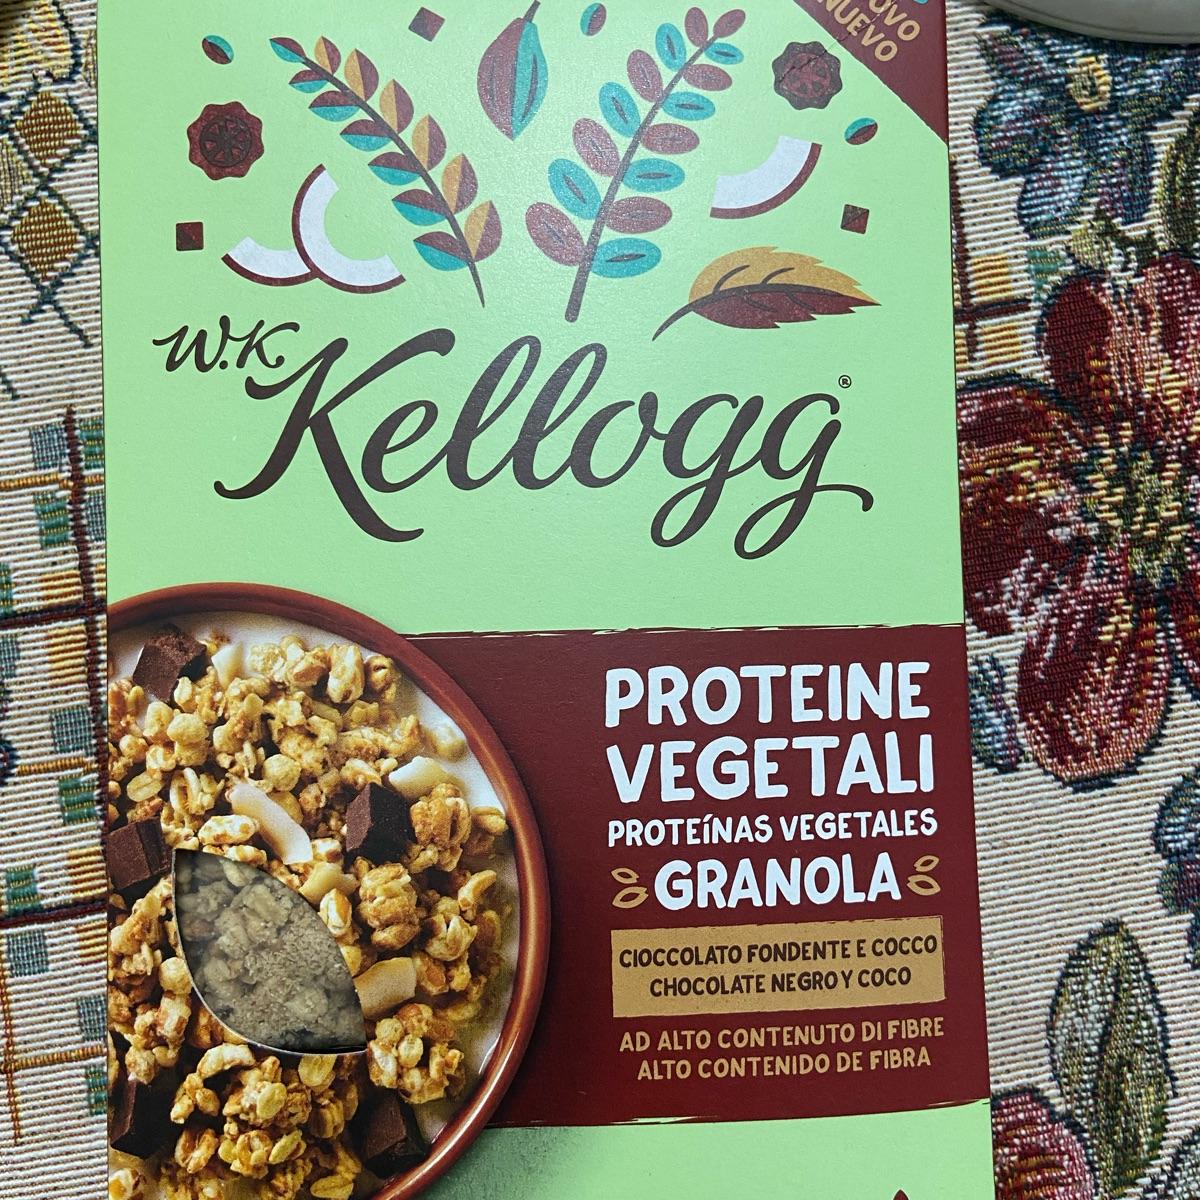 NUEVO
W.K
Kellogg®
PROTEINE
VEGETALI
PROTEÍNAS VEGETALES
GRANOLA
CIOCCOLATO FONDENTE E COCCO
CHOCOLATE NEGRO Y COCO
AD ALTO CONTENUTO DI FIBRE
ALTO CONTENIDO DE FIBRA